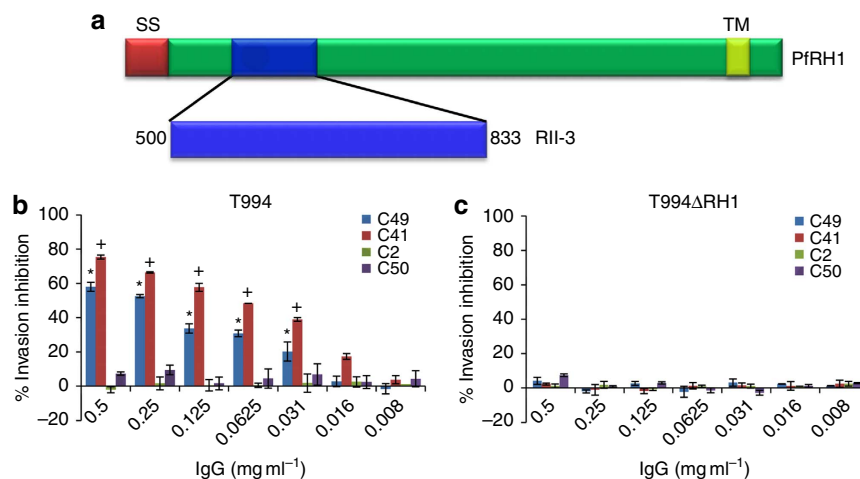 a
SS
TM
PfRH1
500
833
RII-3
b
T994
% Invasion inhibition
100
80
60
40
20
0
–20
* + * + * + * + * +
C49
C41
C2
C50
0.5
0.25
0.125
0.0625
0.031
0.016
0.008
IgG (mg ml–1)
c
T994ΔRH1
% Invasion inhibition
100
80
60
40
20
0
–20
C49
C41
C2
C50
0.5
0.25
0.125
0.0625
0.031
0.016
0.008
IgG (mg ml–1)